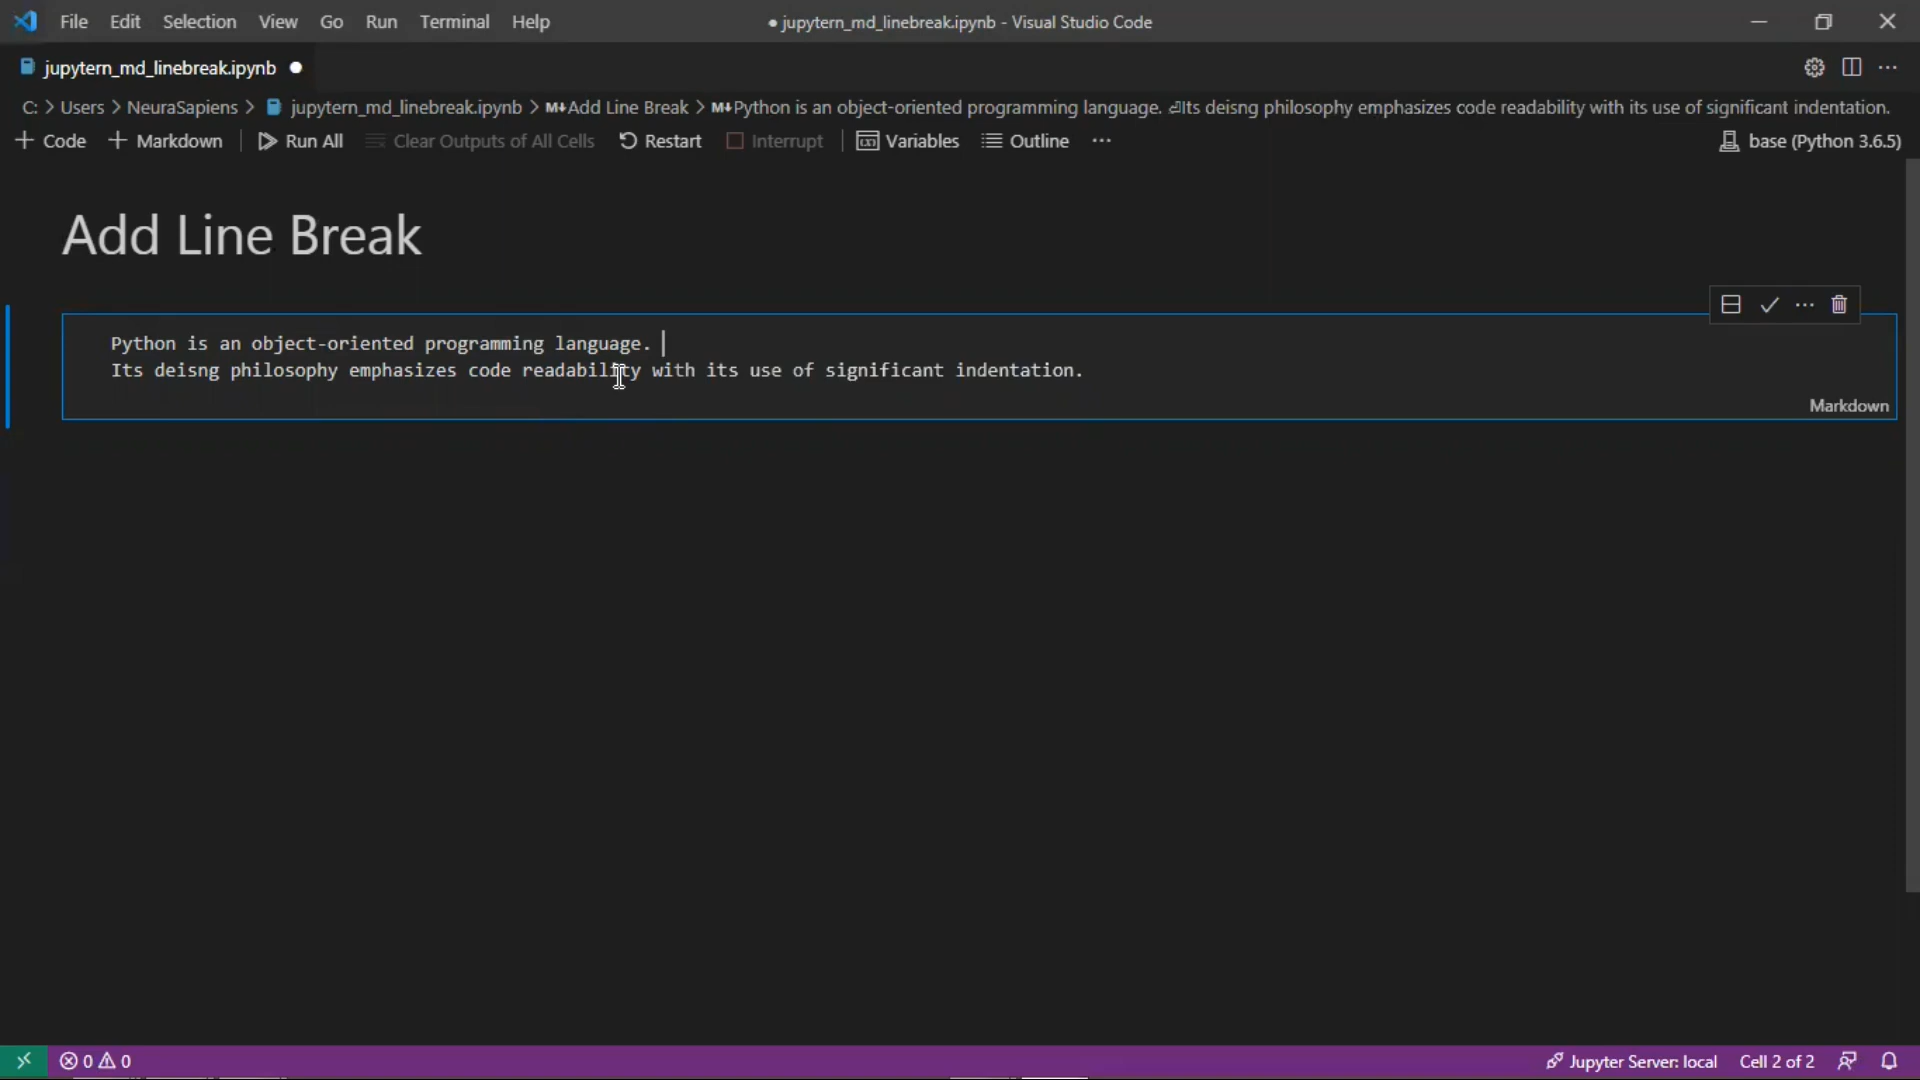 File Edit Selection View Go Run Terminal Help ● jupytern_md_linebreak.ipynb - Visual Studio Code
jupytern_md_linebreak.ipynb ●
C: > Users > NeuraSapiens > jupytern_md_linebreak.ipynb > M↓Add Line Break > M↓Python is an object-oriented programming language. ⏎Its deisng philosophy emphasizes code readability with its use of significant indentation.
+ Code + Markdown Run All Clear Outputs of All Cells Restart Interrupt Variables Outline ··· base (Python 3.6.5)
Add Line Break
Python is an object-oriented programming language.
Its deisng philosophy emphasizes code readability with its use of significant indentation.
Markdown
0 0 Jupyter Server: local Cell 2 of 2